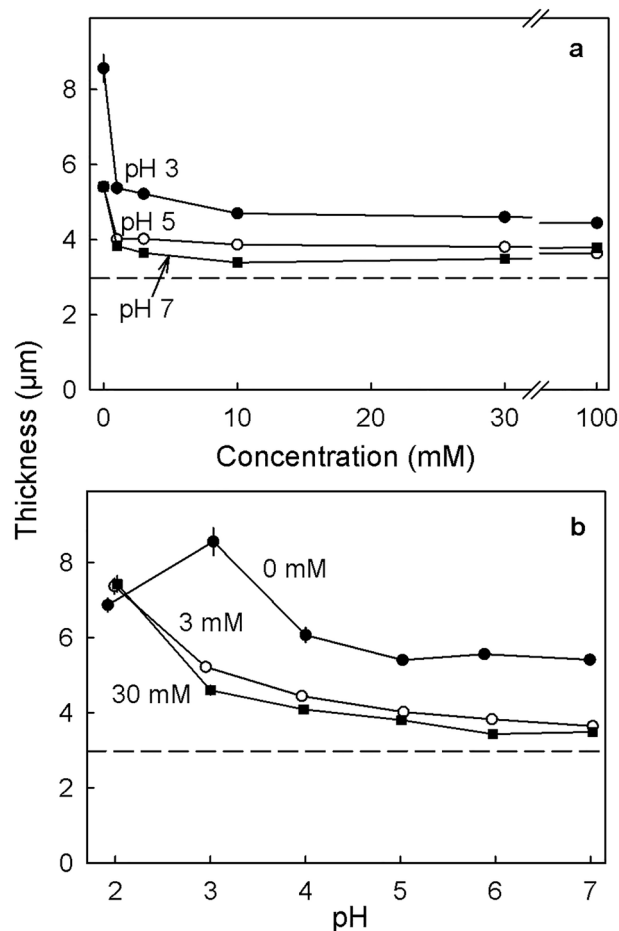 a
8
6
4
2
0
pH 3
pH 5
pH 7
0 10 20 30 100
Concentration (mM)
Thickness (µm)
b
8
6
4
2
0
0 mM
3 mM
30 mM
2 3 4 5 6 7
pH